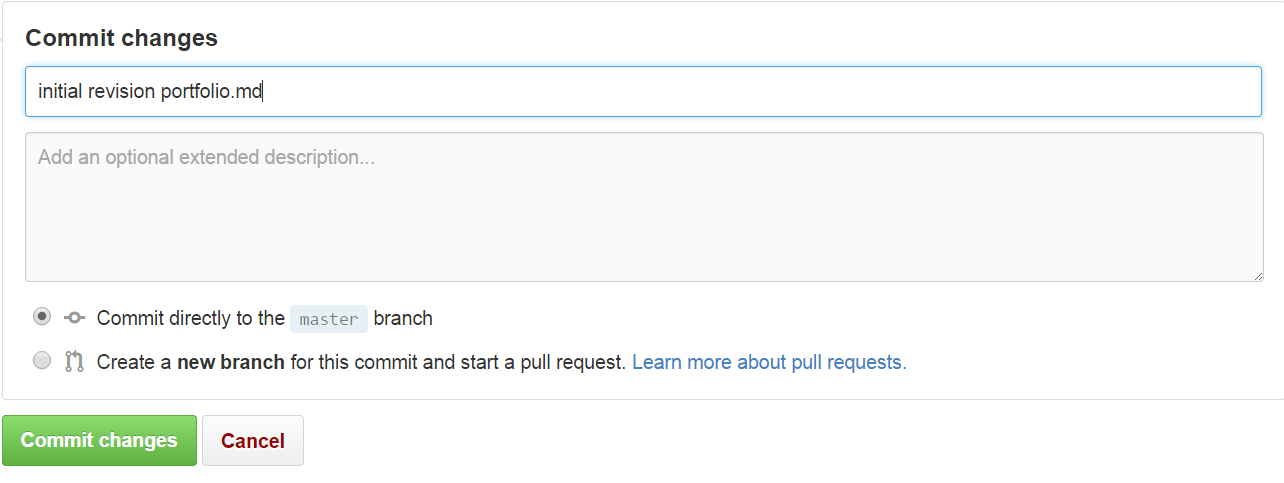 Commit changes
initial revision portfolio.md
Add an optional extended description...
Commit directly to the master branch
Create a new branch for this commit and start a pull request. Learn more about pull requests.
Commit changes Cancel